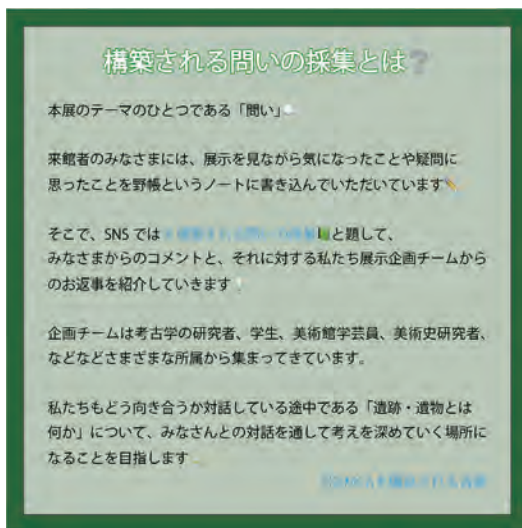 構築される問いの採集とは?
本展のテーマのひとつである「問い」
来館者のみなさまには、展示を見ながら気になったことや疑問に
思ったことを野帳というノートに書き込んでいただいています
そこで、SNS では #構築される問いの採集 と題して、
みなさまからのコメントと、それに対する私たち展示企画チームから
のお返事を紹介していきます
企画チームは考古学の研究者、学生、美術館学芸員、美術史研究者、
などなどさまざまな所属から集まってきています。
私たちもどう向き合うか対話している途中である「遺跡・遺物とは
何か」について、みなさんとの対話を通して考えを深めていく場所に
なることを目指します